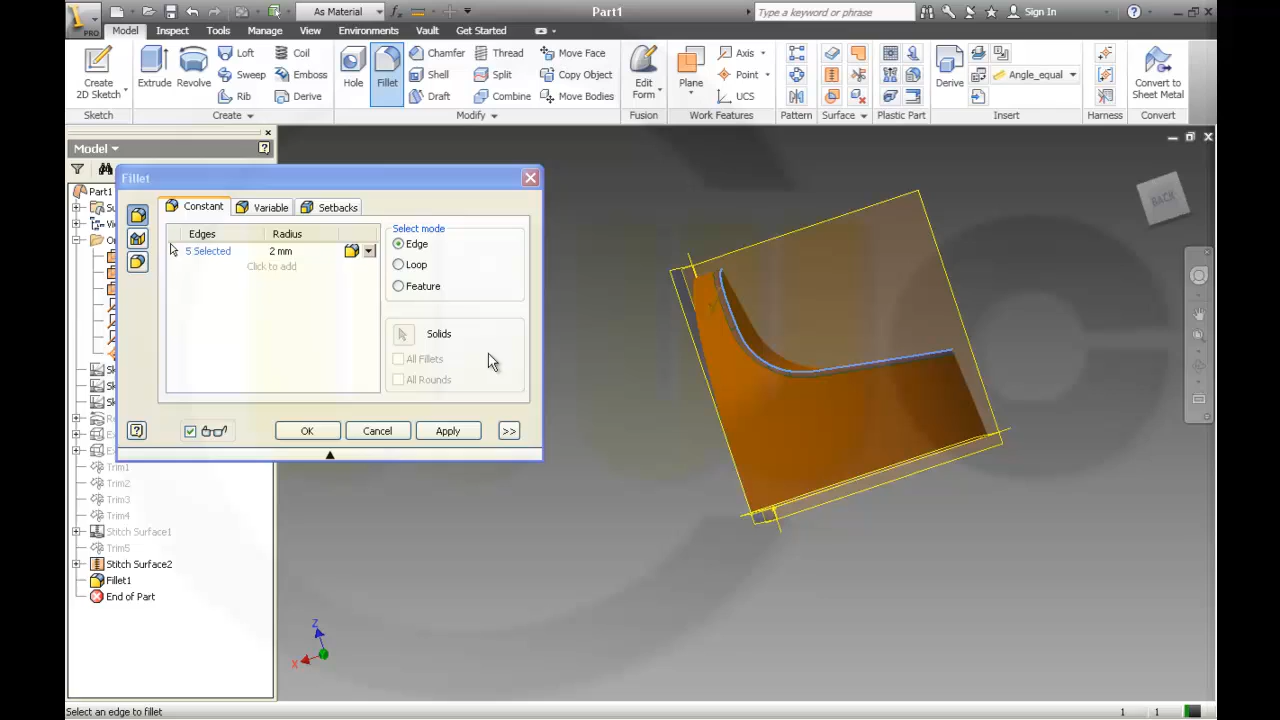 As Material
Part1
Type a keyword or phrase
Sign In
PRO
Model Inspect Tools Manage View Environments Vault Get Started
Create
2D Sketch
Sketch
Extrude
Revolve
Loft
Sweep
Rib
Coil
Emboss
Derive
Create
Hole
Fillet
Chamfer
Shell
Draft
Thread
Split
Combine
Move Face
Copy Object
Move Bodies
Modify
Edit
Form
Fusion
Plane
Axis
Point
UCS
Work Features
Pattern
Surface
Plastic Part
Derive
Angle_equal
Insert
Harness
Convert to
Sheet Metal
Convert
Model
Part1
Trim1
Trim2
Trim3
Trim4
Stitch Surface1
Trim5
Stitch Surface2
Fillet1
End of Part
Fillet
Constant Variable Setbacks
Edges Radius
5 Selected 2 mm
Click to add
Select mode
Edge
Loop
Feature
Solids
All Fillets
All Rounds
OK Cancel Apply >>
BACK
Z
X
Select an edge to fillet
1 1